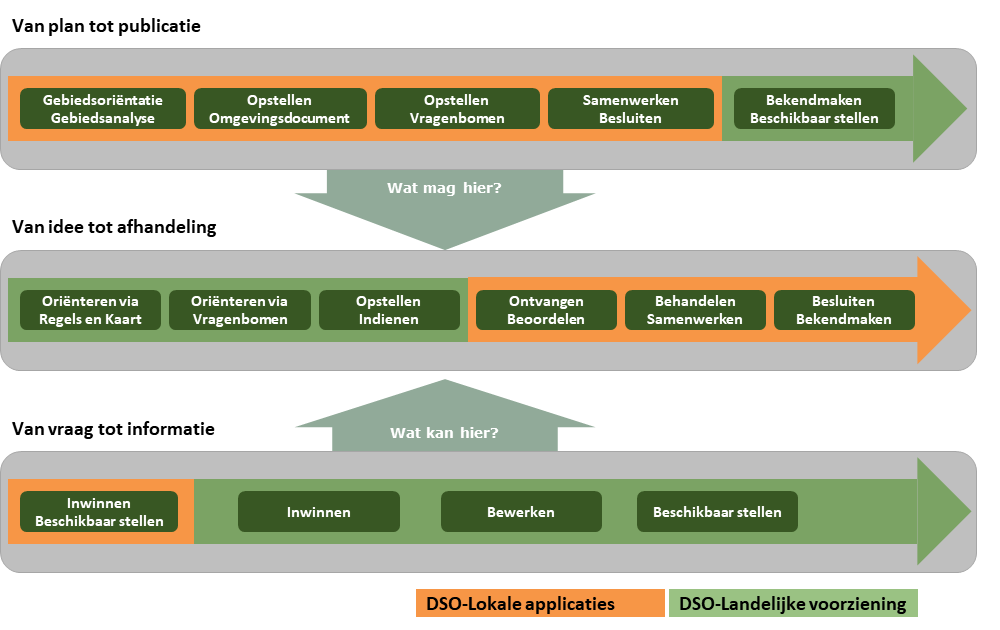 Van plan tot publicatie
Gebiedsoriëntatie
Gebiedsanalyse
Opstellen
Omgevingsdocument
Opstellen
Vragenbomen
Samenwerken
Besluiten
Bekendmaken
Beschikbaar stellen
Wat mag hier?
Van idee tot afhandeling
Oriënteren via
Regels en Kaart
Oriënteren via
Vragenbomen
Opstellen
Indienen
Ontvangen
Beoordelen
Behandelen
Samenwerken
Besluiten
Bekendmaken
Wat kan hier?
Van vraag tot informatie
Inwinnen
Beschikbaar stellen
Inwinnen
Bewerken
Beschikbaar stellen
DSO-Lokale applicaties
DSO-Landelijke voorziening